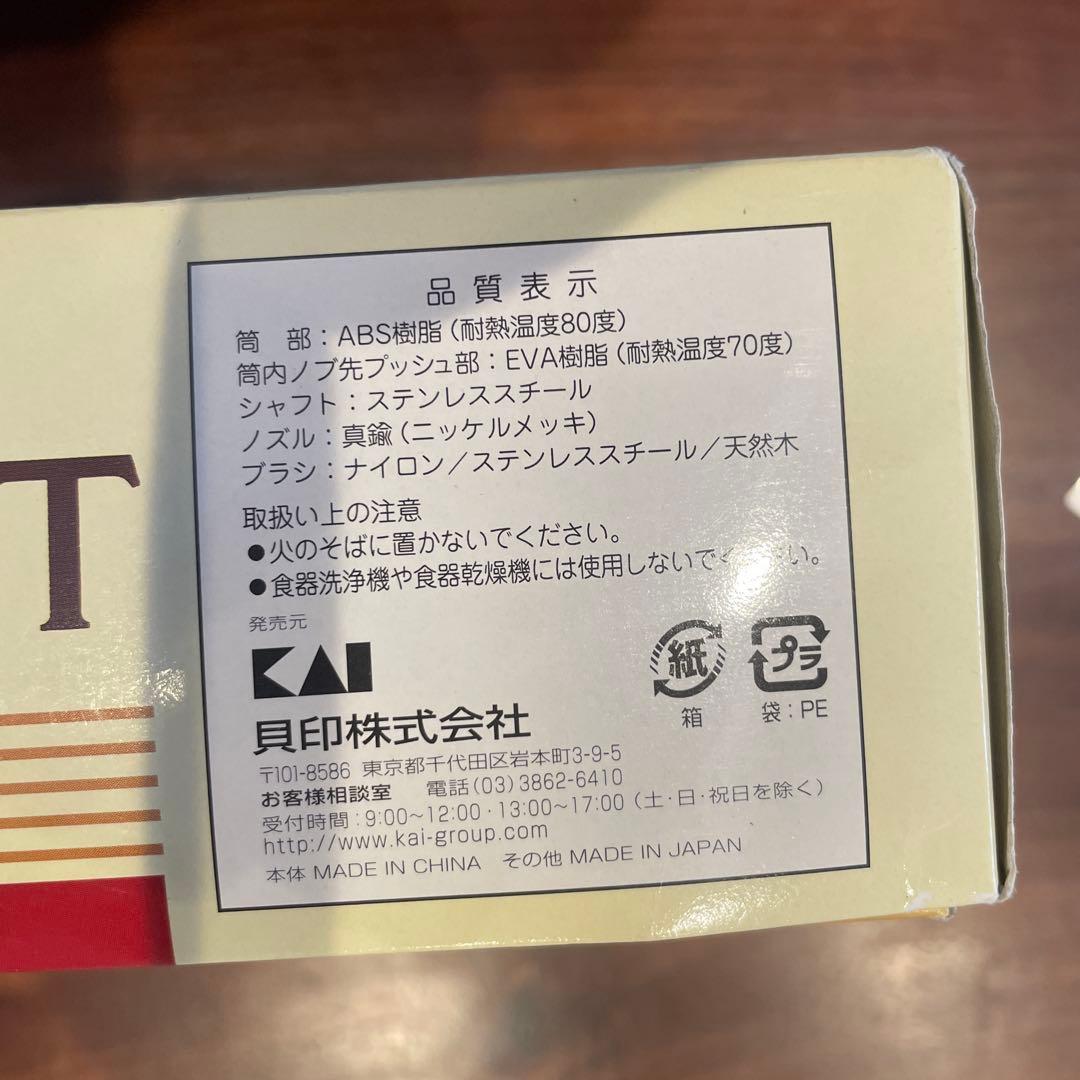 T
品質表示
筒 部：ABS樹脂（耐熱温度80度）
筒内ノブ先プッシュ部：EVA樹脂（耐熱温度70度）
シャフト：ステンレススチール
ノズル：真鍮（ニッケルメッキ）
ブラシ：ナイロン／ステンレススチール／天然木
取扱い上の注意
●火のそばに置かないでください。
●食器洗浄機や食器乾燥機には使用しないでください。
発売元
KAI
紙
プラ
箱
袋：PE
貝印株式会社
〒101-8586 東京都千代田区岩本町3-9-5
お客様相談室 電話(03)3862-6410
受付時間：9:00〜12:00・13:00〜17:00（土・日・祝日を除く）
http://www.kai-group.com
本体 MADE IN CHINA その他 MADE IN JAPAN